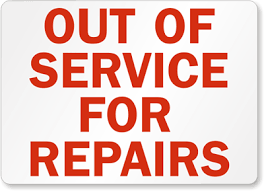 OUT OF
SERVICE
FOR
REPAIRS